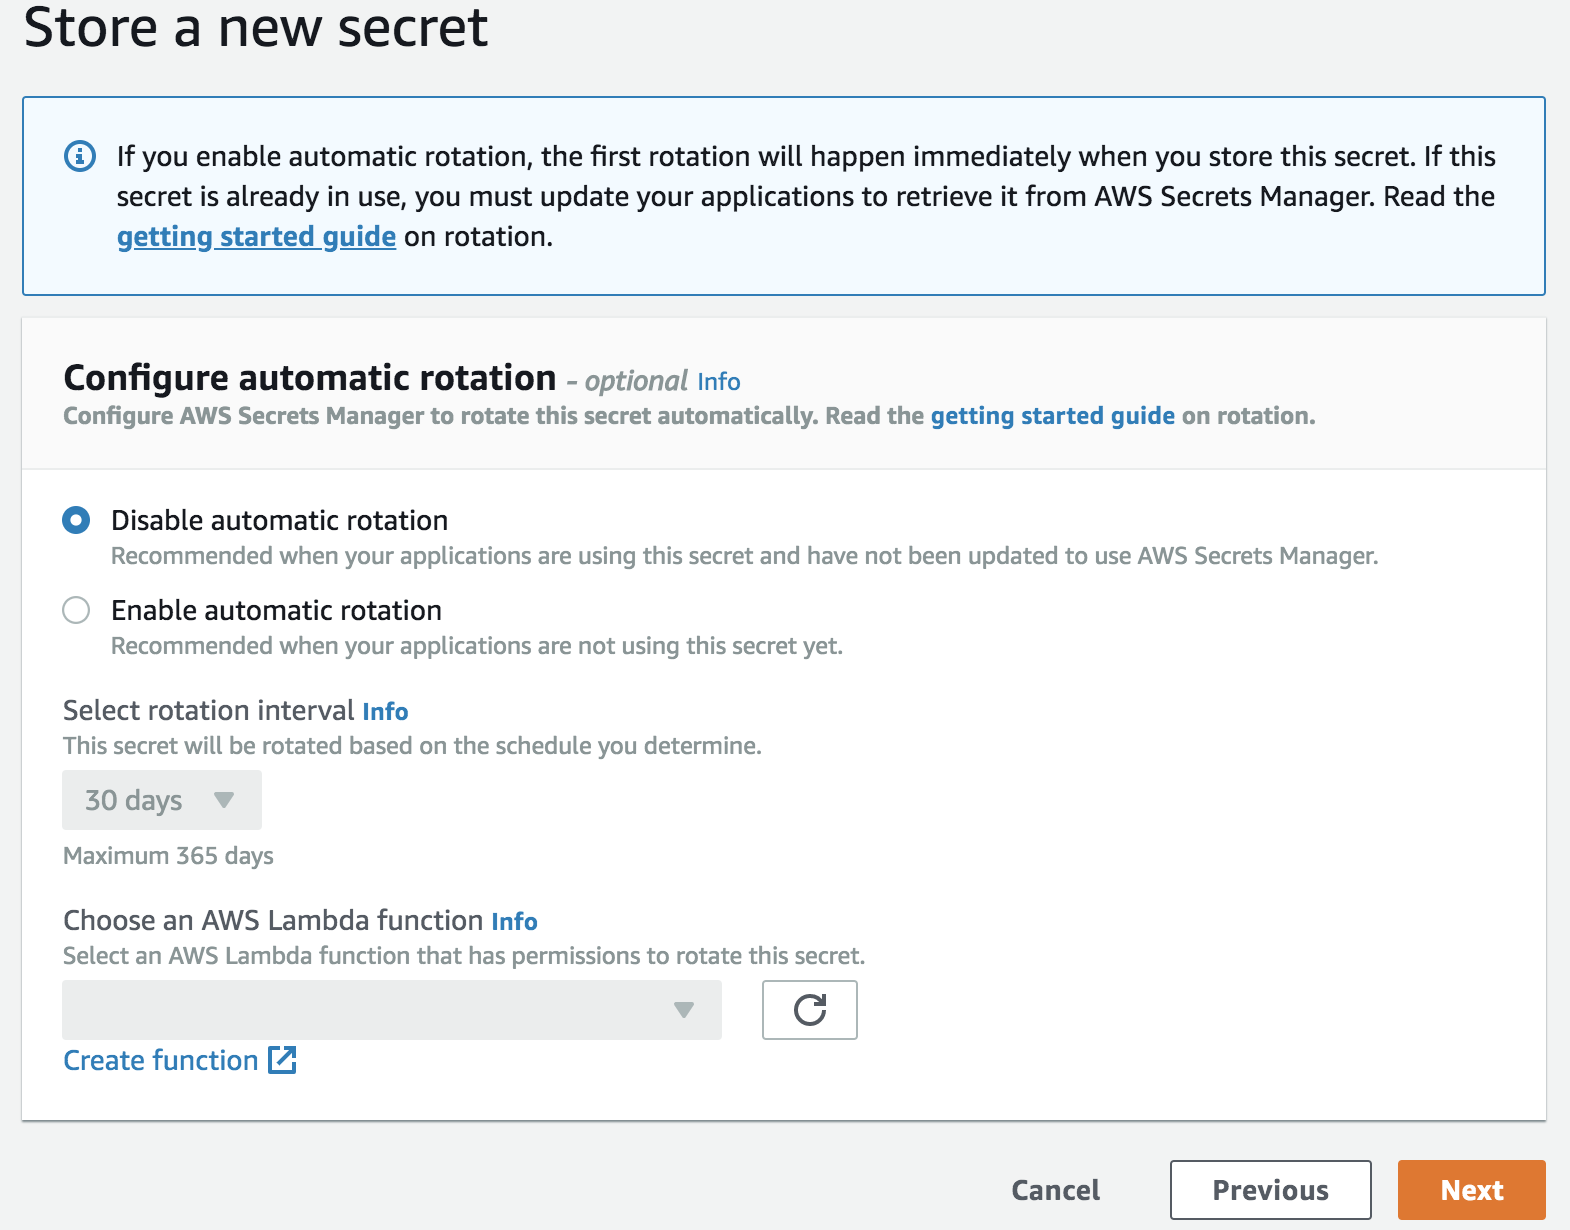 Store a new secret
If you enable automatic rotation, the first rotation will happen immediately when you store this secret. If this
secret is already in use, you must update your applications to retrieve it from AWS Secrets Manager. Read the
getting started guide on rotation.
Configure automatic rotation - optional Info
Configure AWS Secrets Manager to rotate this secret automatically. Read the getting started guide on rotation.
Disable automatic rotation
Recommended when your applications are using this secret and have not been updated to use AWS Secrets Manager.
Enable automatic rotation
Recommended when your applications are not using this secret yet.
Select rotation interval Info
This secret will be rotated based on the schedule you determine.
30 days
Maximum 365 days
Choose an AWS Lambda function Info
Select an AWS Lambda function that has permissions to rotate this secret.
Create function
Cancel Previous Next